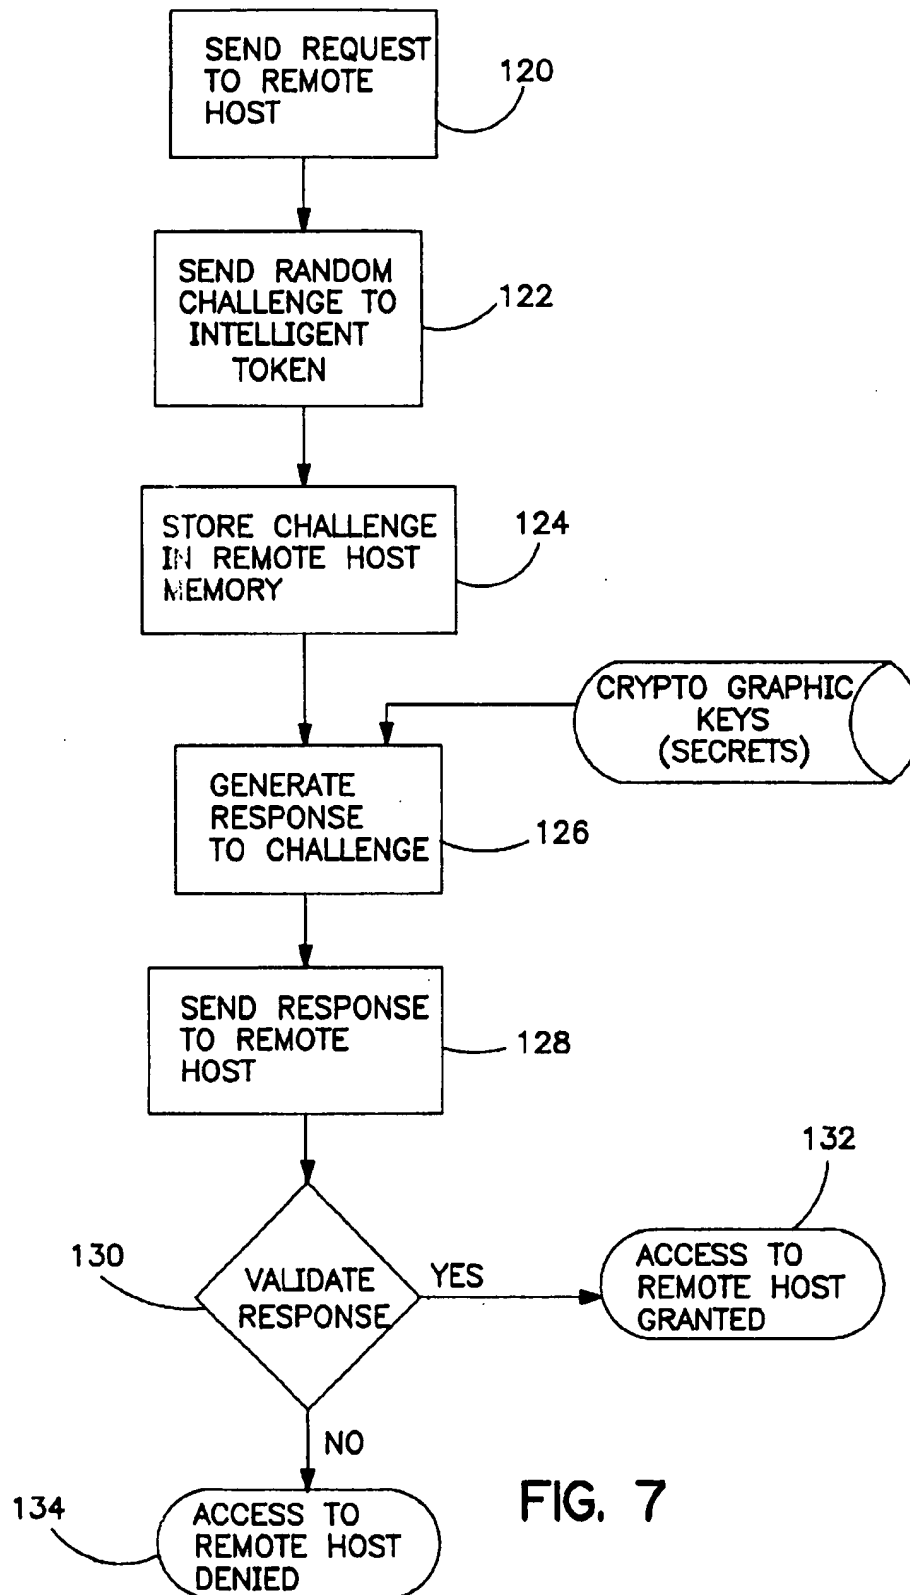 SEND REQUEST
TO REMOTE
HOST
120
SEND RANDOM
CHALLENGE TO
INTELLIGENT
TOKEN
122
STORE CHALLENGE
IN REMOTE HOST
MEMORY
124
CRYPTO GRAPHIC
KEYS
(SECRETS)
GENERATE
RESPONSE
TO CHALLENGE
126
SEND RESPONSE
TO REMOTE
HOST
128
130
VALIDATE
RESPONSE
YES
132
ACCESS TO
REMOTE HOST
GRANTED
NO
134
ACCESS TO
REMOTE HOST
DENIED
FIG. 7